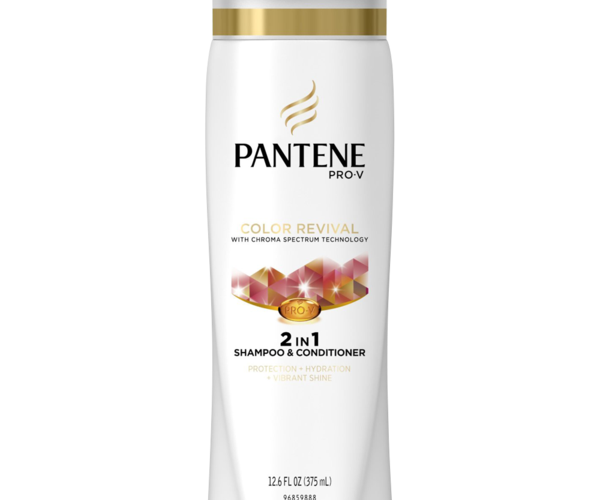 PANTENE
PRO-V
COLOR REVIVAL
WITH CHROMA SPECTRUM TECHNOLOGY
PRO-V
2 IN 1
SHAMPOO & CONDITIONER
PROTECTION + HYDRATION
+ VIBRANT SHINE
12.6 FL OZ (375 mL)
96859888